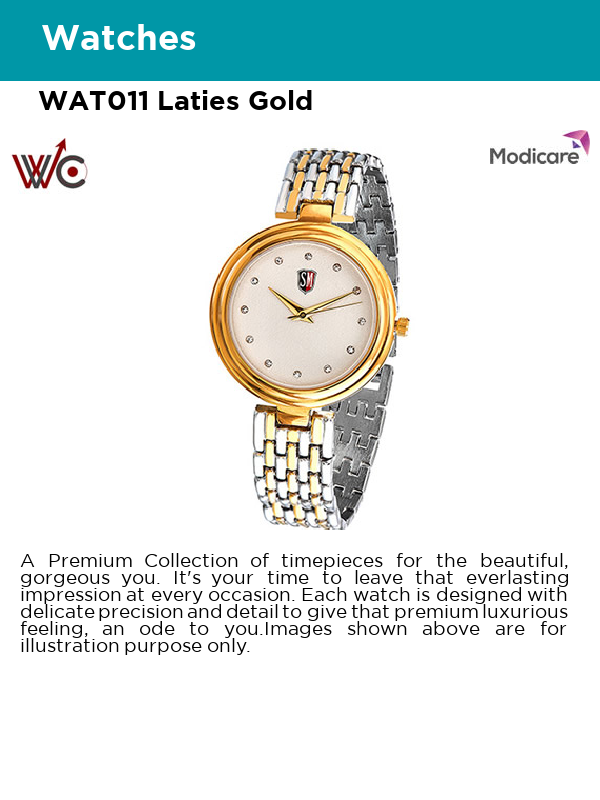 Watches
WAT011 Laties Gold
WC
Modicare
SM
A Premium Collection of timepieces for the beautiful,
gorgeous you. It's your time to leave that everlasting
impression at every occasion. Each watch is designed with
delicate precision and detail to give that premium luxurious
feeling, an ode to you.Images shown above are for
illustration purpose only.